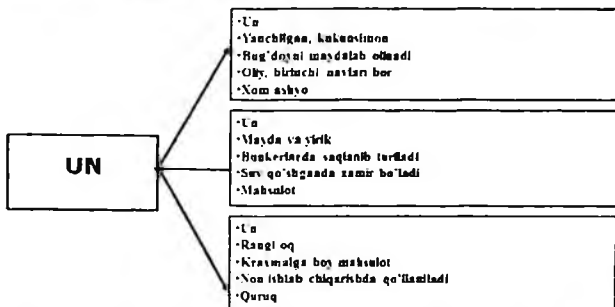 UN
•Un
•Yanchilgan, kukunsimon
•Bug'doyni maydalab olinadi
•Oliy, birinchi navlari bor
•Xom ashyo
•Un
•Mayda va yirik
•Bunkerlarda saqlanib turiladi
•Suv qo'shganda xamir bo'ladi
•Mahsulot
•Un
•Rangi oq
•Kraxmalga boy mahsulot
•Non ishlab chiqarishda qo'llaniladi
•Quruq